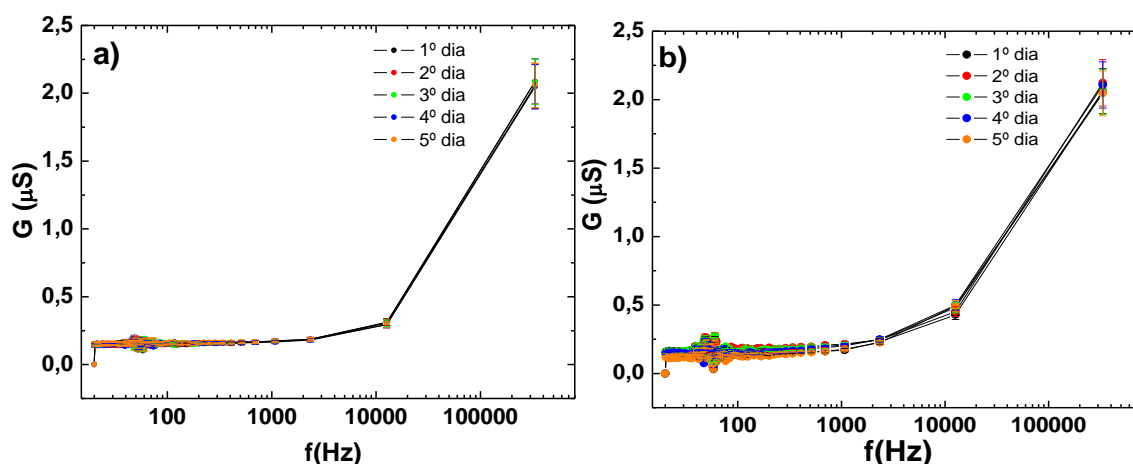 a)
2,5
2,0
1,5
1,0
0,5
0,0
G (µS)
1º dia
2º dia
3º dia
4º dia
5º dia
100
1000
10000
100000
f(Hz)
b)
2,5
2,0
1,5
1,0
0,5
0,0
G (µS)
1º dia
2º dia
3º dia
4º dia
5º dia
100
1000
10000
100000
f(Hz)